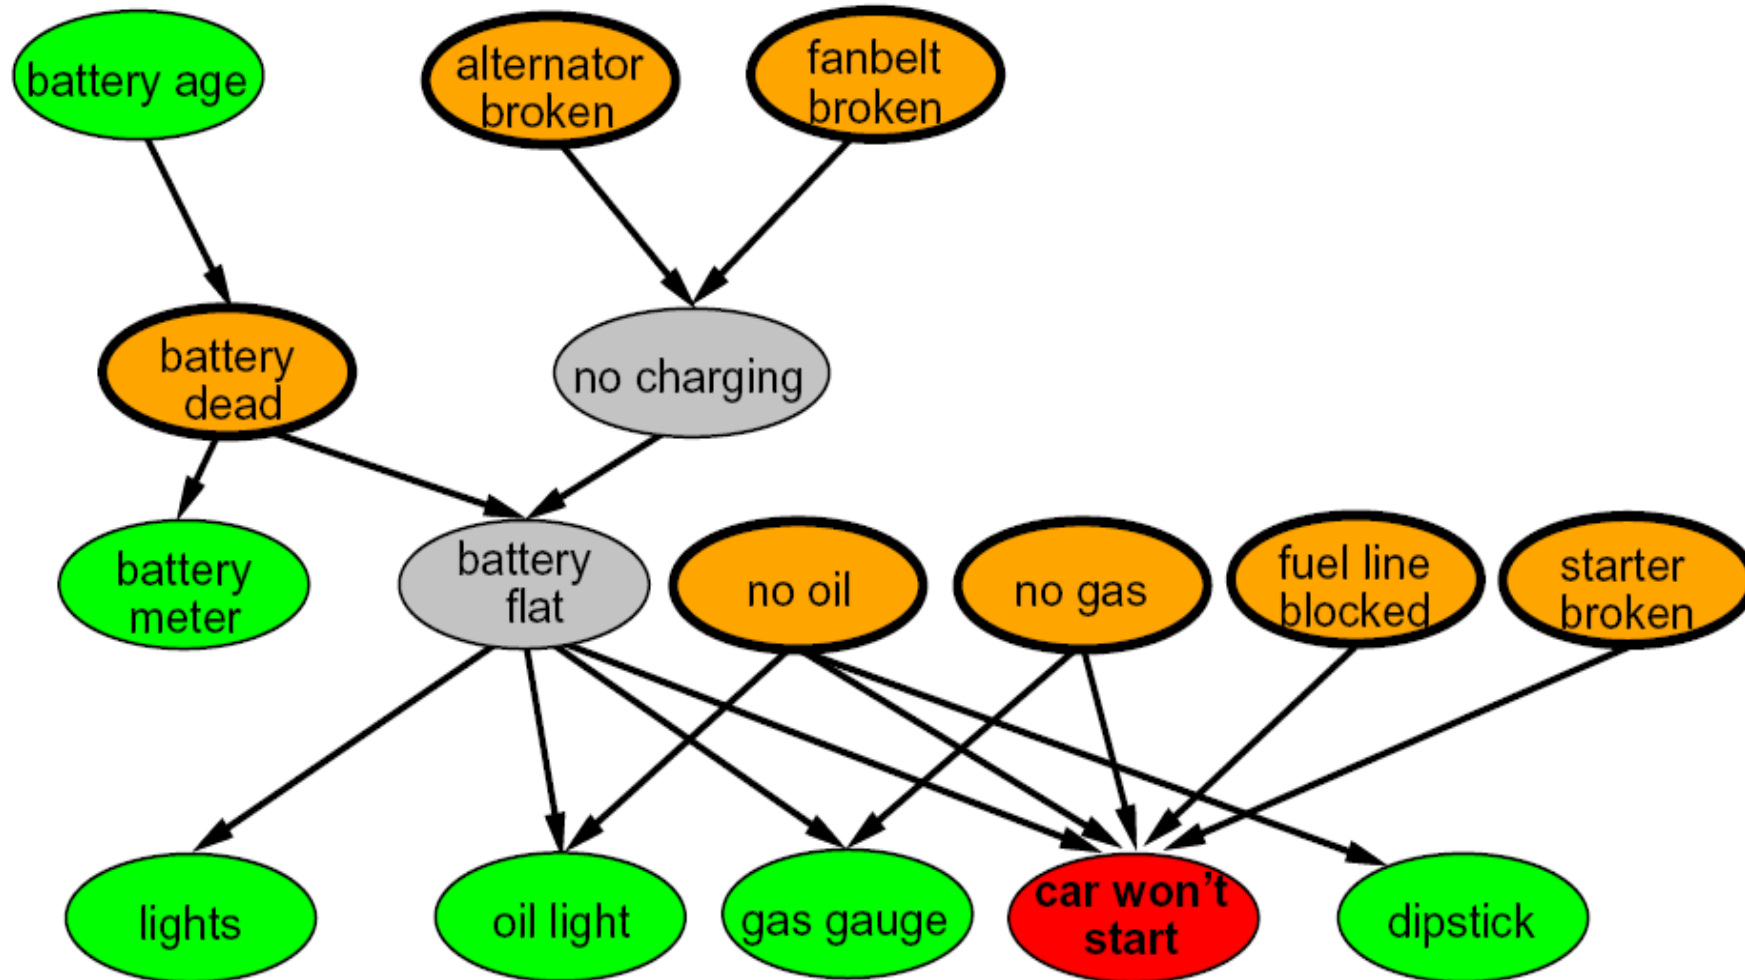 battery age
alternator
broken
fanbelt
broken
battery
dead
no charging
battery
meter
battery
flat
no oil
no gas
fuel line
blocked
starter
broken
lights
oil light
gas gauge
car won't
start
dipstick